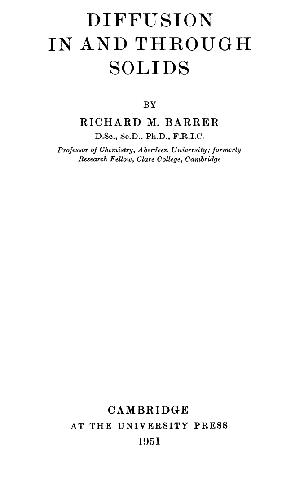 DIFFUSION
IN AND THROUGH
SOLIDS
BY
RICHARD M. BARRER
D.Sc., Sc.D., Ph.D., F.R.I.C.
Professor of Chemistry, Aberdeen University; formerly
Research Fellow, Clare College, Cambridge
CAMBRIDGE
AT THE UNIVERSITY PRESS
1951